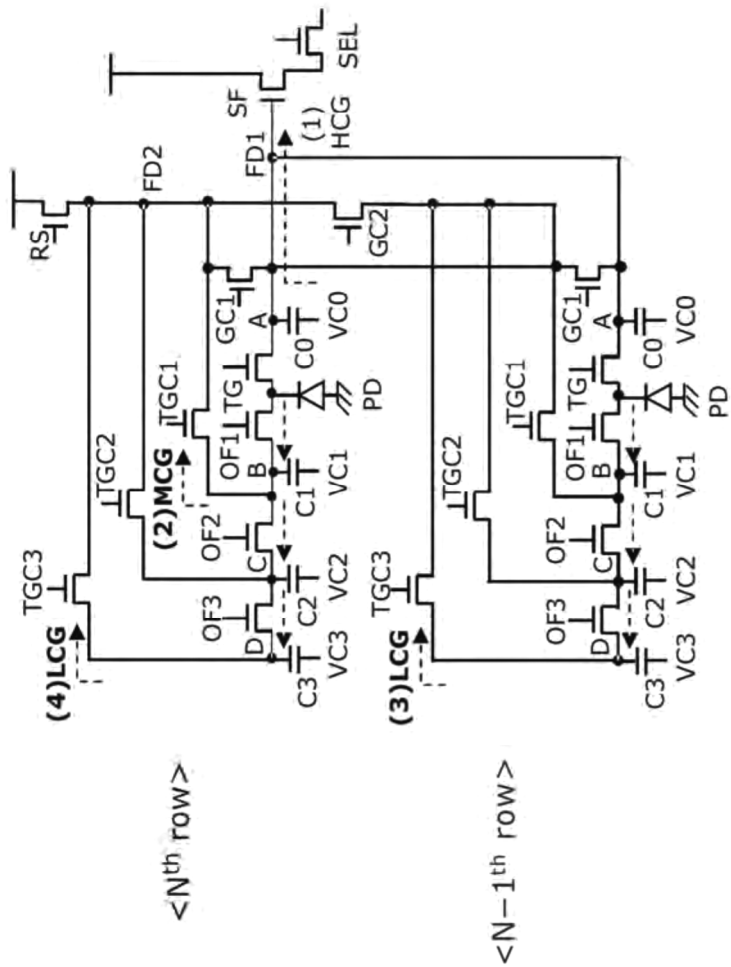 <Nth row>
(4)LCG
TGC3
TGC2
(2)MCG
TGC1
RS
FD2
OF3
OF2
OF1
TG
GC1
D
C
B
A
FD1
SF
SEL
C3
VC3
C2
VC2
C1
VC1
PD
C0
VC0
(1)
HCG
<N-1th row>
(3)LCG
TGC3
TGC2
TGC1
GC2
OF3
OF2
OF1
TG
GC1
D
C
B
A
C3
VC3
C2
VC2
C1
VC1
PD
C0
VC0